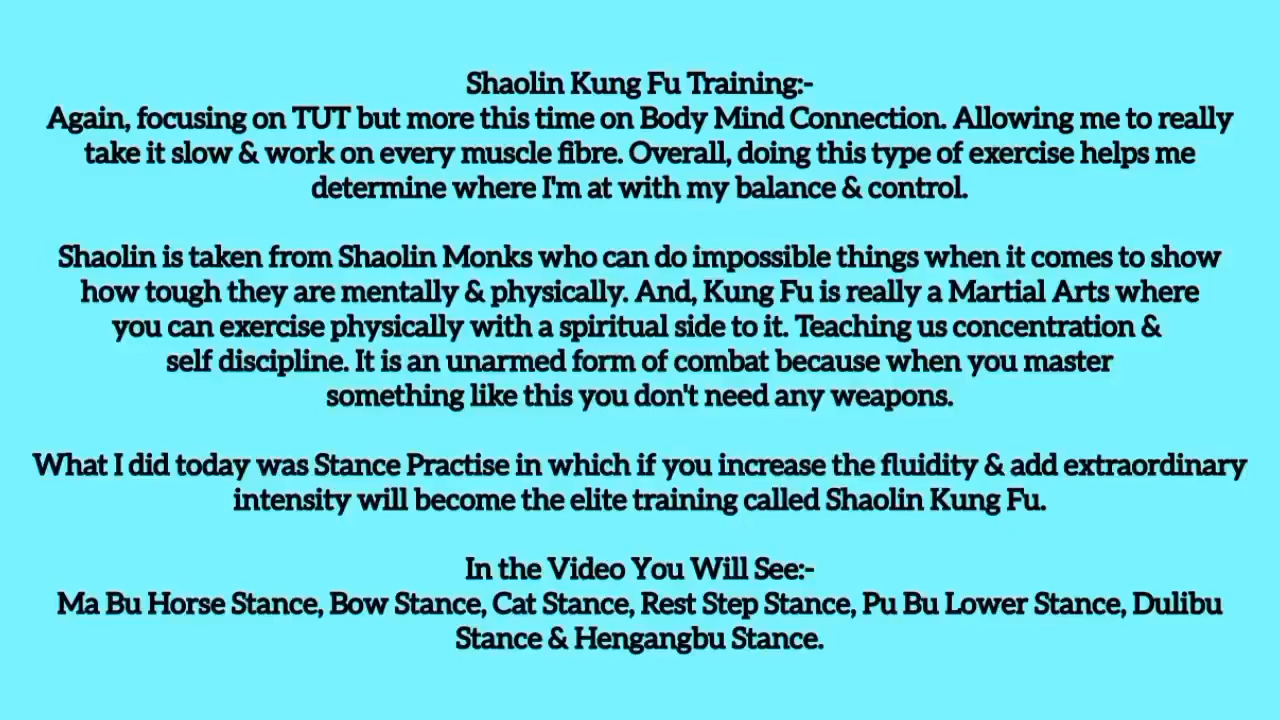 Shaolin Kung Fu Training:-
Again, focusing on TUT but more this time on Body Mind Connection. Allowing me to really
take it slow & work on every muscle fibre. Overall, doing this type of exercise helps me
determine where I'm at with my balance & control.
Shaolin is taken from Shaolin Monks who can do impossible things when it comes to show
how tough they are mentally & physically. And, Kung Fu is really a Martial Arts where
you can exercise physically with a spiritual side to it. Teaching us concentration &
self discipline. It is an unarmed form of combat because when you master
something like this you don't need any weapons.
What I did today was Stance Practise in which if you increase the fluidity & add extraordinary
intensity will become the elite training called Shaolin Kung Fu.
In the Video You Will See:-
Ma Bu Horse Stance, Bow Stance, Cat Stance, Rest Step Stance, Pu Bu Lower Stance, Dulibu
Stance & Hengangbu Stance.